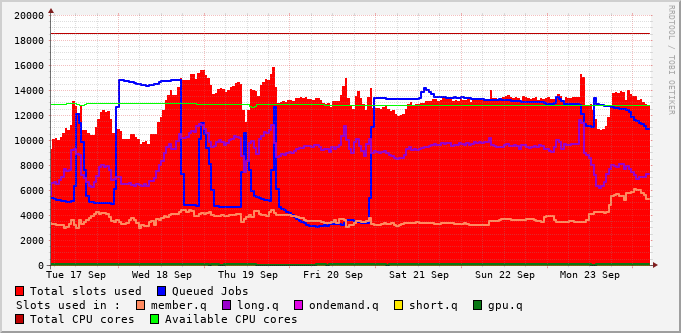 20000
18000
16000
14000
12000
10000
8000
6000
4000
2000
0
Tue 17 Sep Wed 18 Sep Thu 19 Sep Fri 20 Sep Sat 21 Sep Sun 22 Sep Mon 23 Sep
Total slots used Queued Jobs
Slots used in : member.q long.q ondemand.q short.q gpu.q
Total CPU cores Available CPU cores
RRDTOOL / TOBI OETIKER